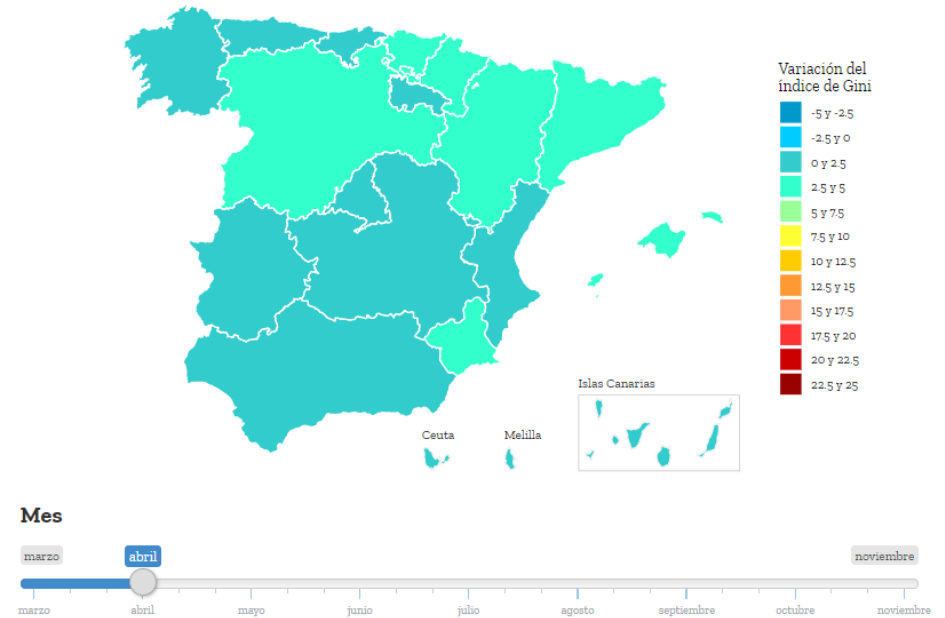 Variación del
índice de Gini
-5 y -2.5
-2.5 y 0
0 y 2.5
2.5 y 5
5 y 7.5
7.5 y 10
10 y 12.5
12.5 y 15
15 y 17.5
17.5 y 20
20 y 22.5
22.5 y 25
Islas Canarias
Ceuta
Melilla
Mes
marzo abril noviembre
marzo abril mayo junio julio agosto septiembre octubre noviembre